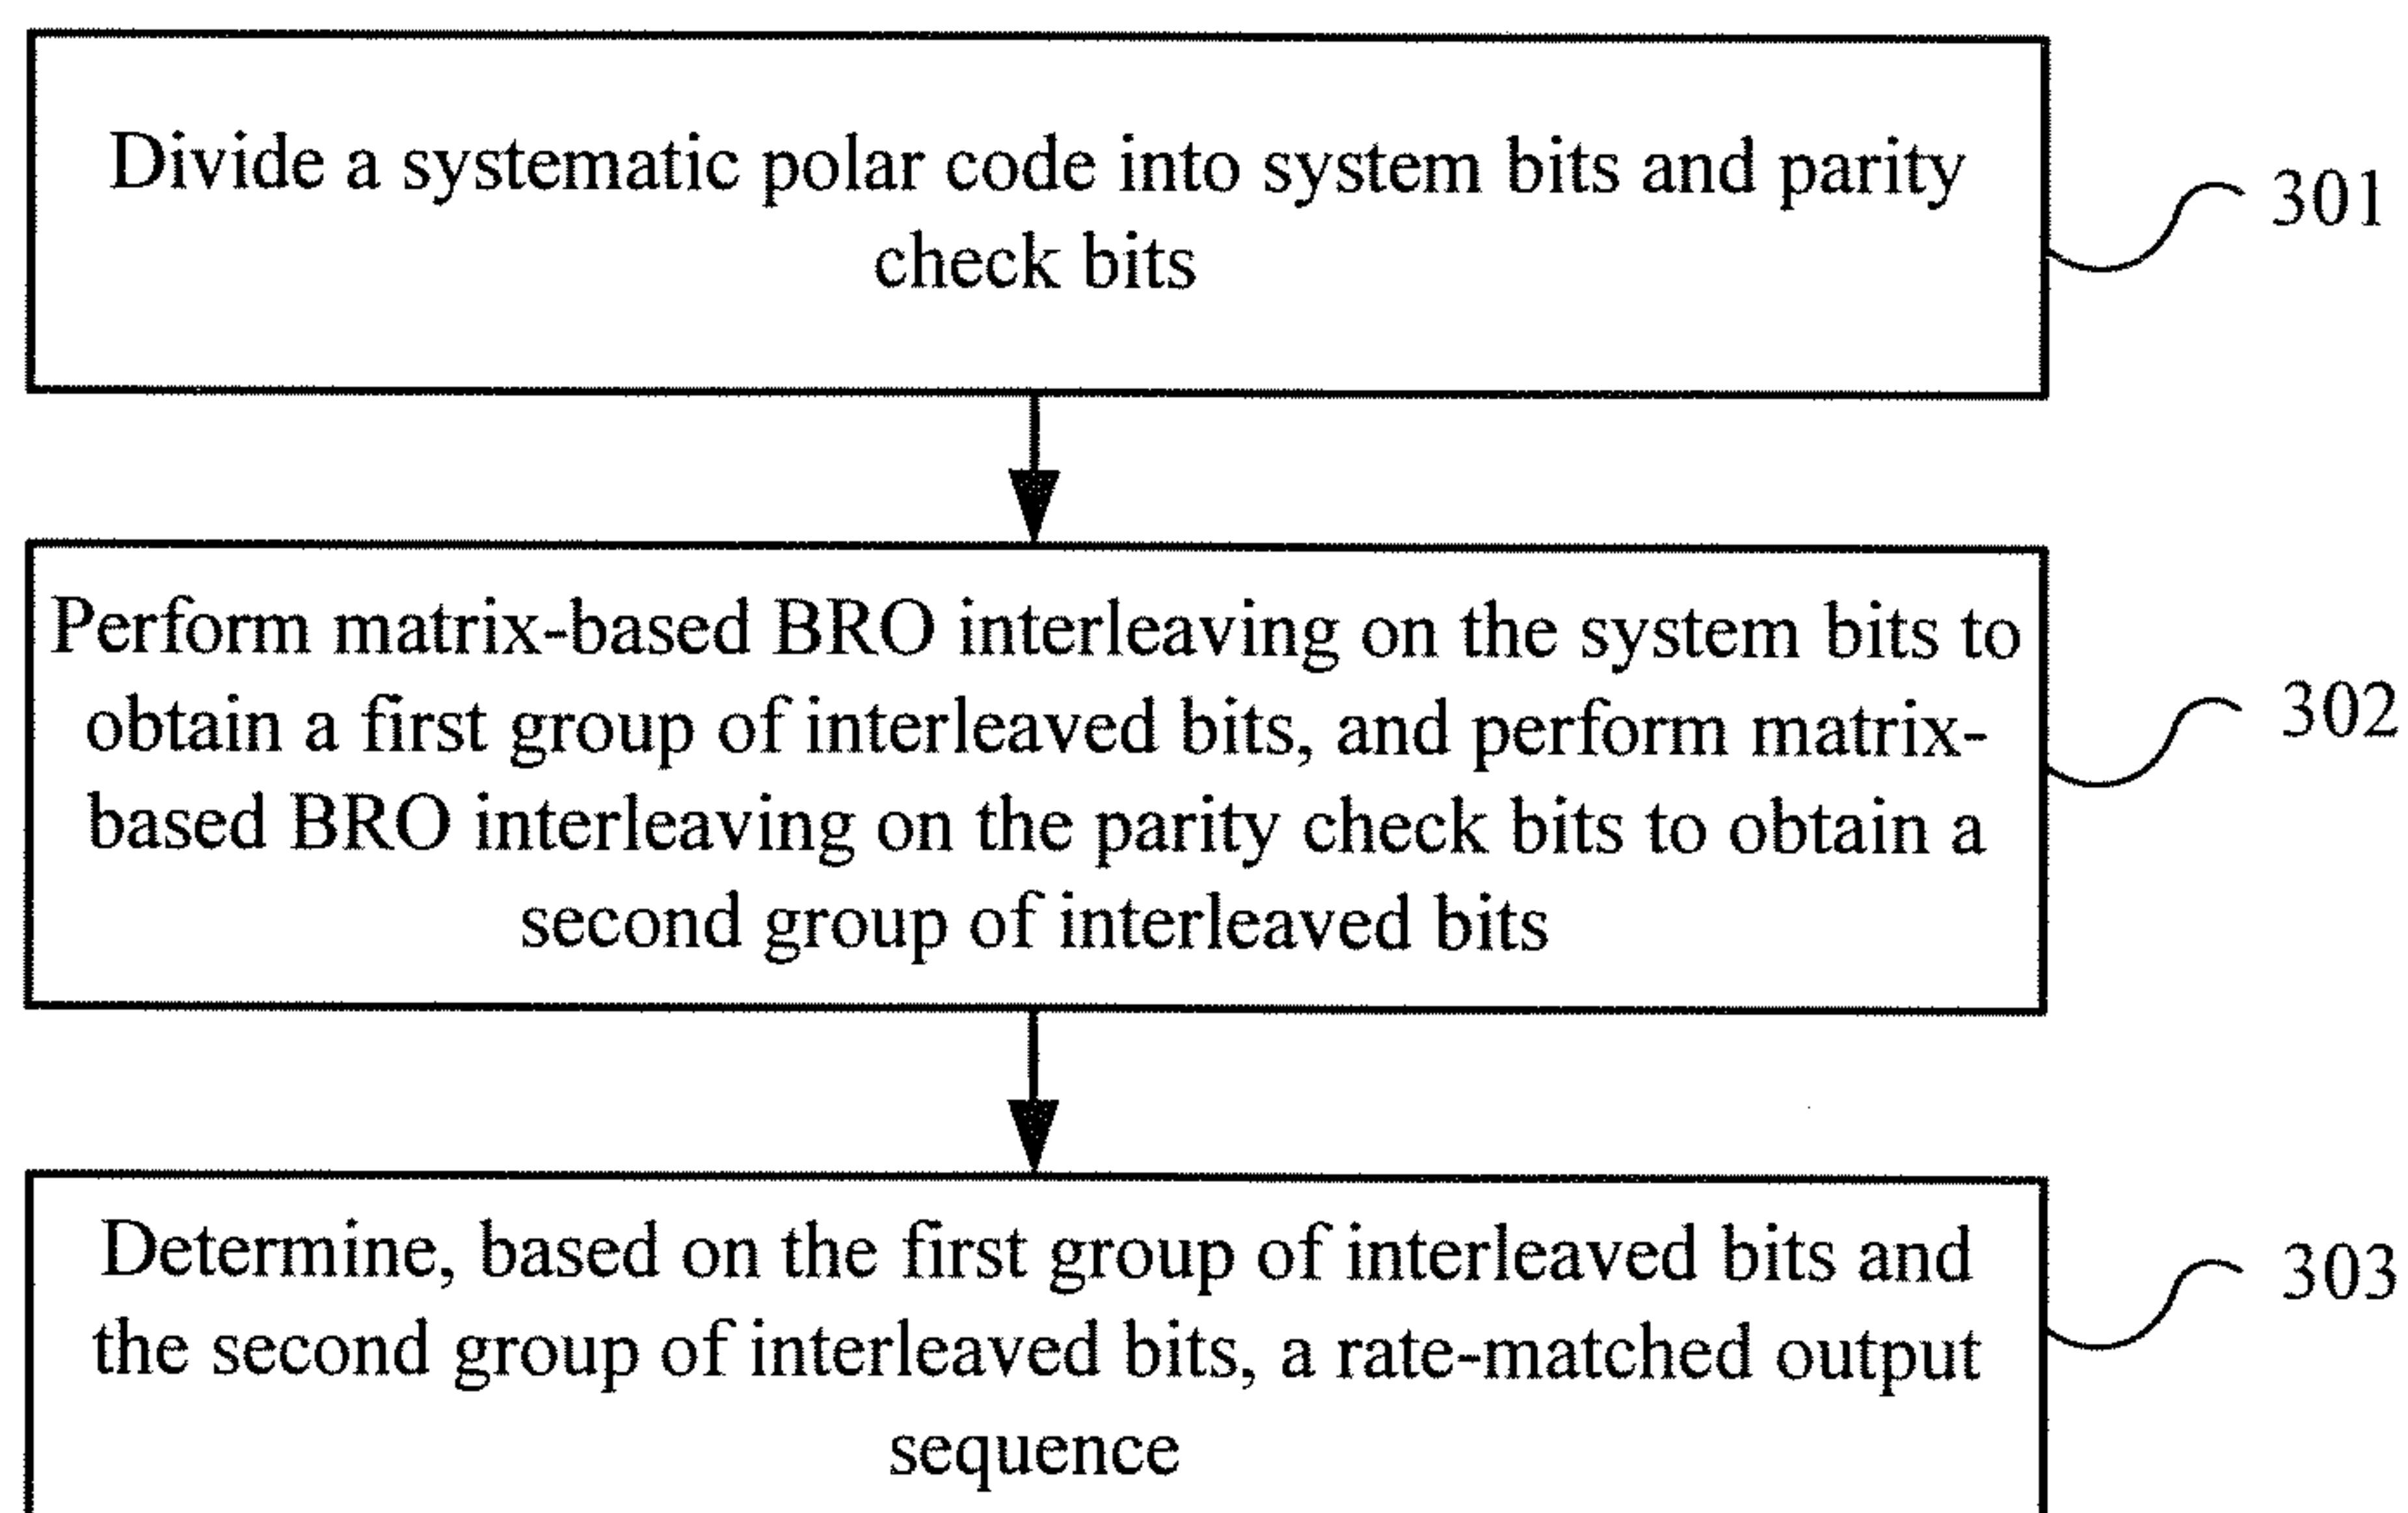 Divide a systematic polar code into system bits and parity
check bits
301
Perform matrix-based BRO interleaving on the system bits to
obtain a first group of interleaved bits, and perform matrix-
based BRO interleaving on the parity check bits to obtain a
second group of interleaved bits
302
Determine, based on the first group of interleaved bits and
the second group of interleaved bits, a rate-matched output
sequence
303